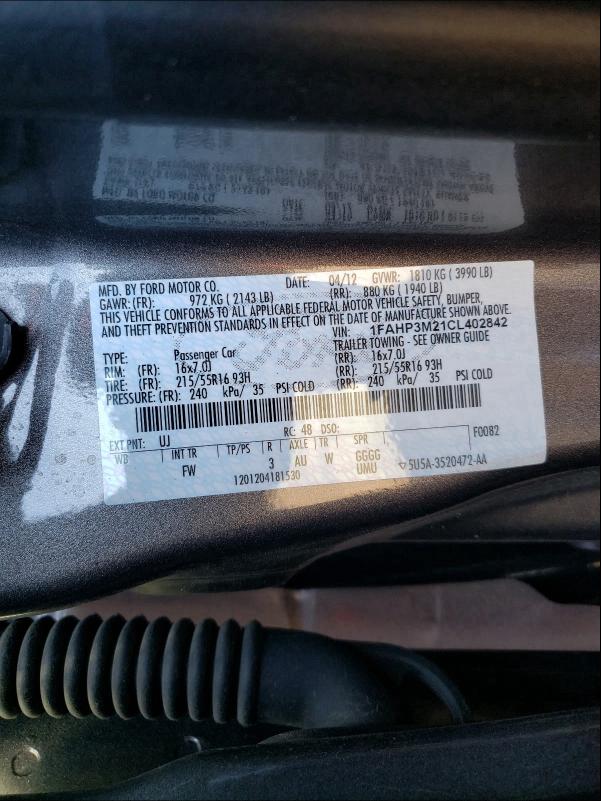 MFD. BY FORD MOTOR CO. DATE: 04/12 GVWR: 1810 KG ( 3990 LB)
GAWR: (FR): 972 KG ( 2143 LB) (RR): 880 KG ( 1940 LB)
THIS VEHICLE CONFORMS TO ALL APPLICABLE FEDERAL MOTOR VEHICLE SAFETY, BUMPER,
AND THEFT PREVENTION STANDARDS IN EFFECT ON THE DATE OF MANUFACTURE SHOWN ABOVE.
VIN: 1FAHP3M21CL402842
TYPE: Passenger Car TRAILER TOWING - SEE OWNER GUIDE
RIM: (FR): 16x7.0J (RR): 16x7.0J
TIRE: (FR): 215/55R16 93H (RR): 215/55R16 93H
PRESSURE: (FR): 240 kPa/ 35 PSI COLD (RR): 240 kPa/ 35 PSI COLD
EXT PNT: UJ RC: 48 DSO: F0082
WB INT TR TP/PS R AXLE TR SPR
FW 3 AU W GGGG
UMU
1201204181530 ▽5U5A-3520472-AA